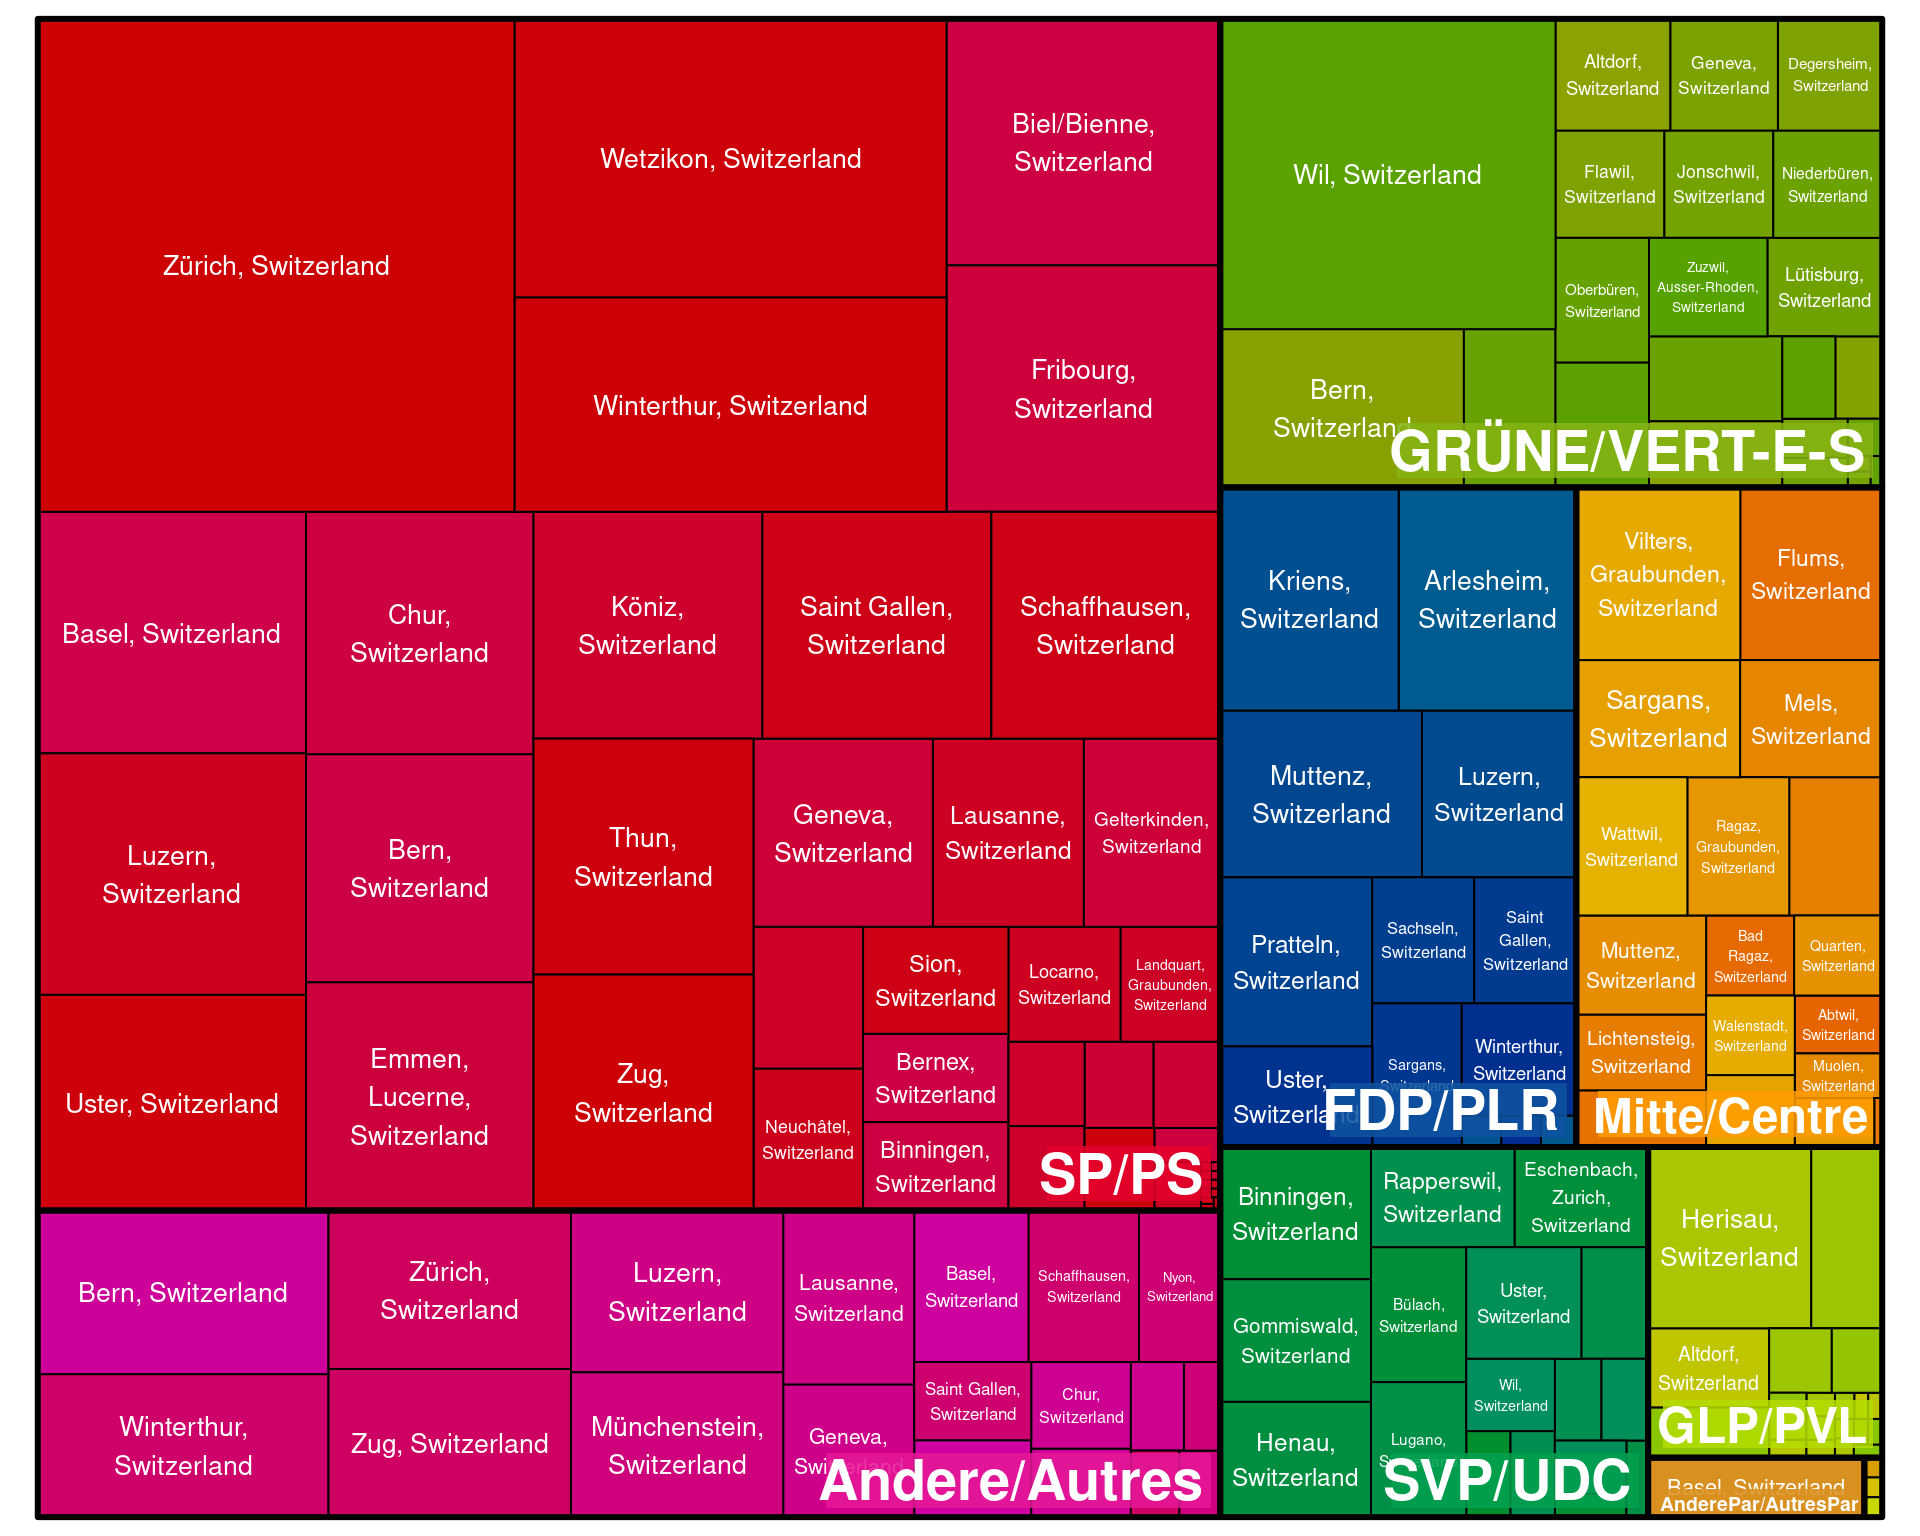 Zürich, Switzerland
Wetzikon, Switzerland
Winterthur, Switzerland
Biel/Bienne,
Switzerland
Fribourg,
Switzerland
Basel, Switzerland
Chur,
Switzerland
Köniz,
Switzerland
Saint Gallen,
Switzerland
Schaffhausen,
Switzerland
Luzern,
Switzerland
Bern,
Switzerland
Thun,
Switzerland
Geneva,
Switzerland
Lausanne,
Switzerland
Gelterkinden,
Switzerland
Uster, Switzerland
Emmen,
Lucerne,
Switzerland
Zug,
Switzerland
Sion,
Switzerland
Locarno,
Switzerland
Landquart,
Graubunden,
Switzerland
Bernex,
Switzerland
Neuchâtel,
Switzerland
Binningen,
Switzerland
SP/PS
Bern, Switzerland
Zürich,
Switzerland
Luzern,
Switzerland
Lausanne,
Switzerland
Basel,
Switzerland
Schaffhausen,
Switzerland
Nyon,
Switzerland
Winterthur,
Switzerland
Zug, Switzerland
Münchenstein,
Switzerland
Geneva,
Switzerland
Saint Gallen,
Switzerland
Chur,
Switzerland
Andere/Autres
Wil, Switzerland
Altdorf,
Switzerland
Geneva,
Switzerland
Degersheim,
Switzerland
Flawil,
Switzerland
Jonschwil,
Switzerland
Niederbüren,
Switzerland
Oberbüren,
Switzerland
Zuzwil,
Ausser-Rhoden,
Switzerland
Lütisburg,
Switzerland
Bern,
Switzerland
GRÜNE/VERT-E-S
Kriens,
Switzerland
Arlesheim,
Switzerland
Muttenz,
Switzerland
Luzern,
Switzerland
Pratteln,
Switzerland
Sachseln,
Switzerland
Saint
Gallen,
Switzerland
Uster,
Switzerland
Sargans,
Switzerland
Winterthur,
Switzerland
FDP/PLR
Vilters,
Graubunden,
Switzerland
Flums,
Switzerland
Sargans,
Switzerland
Mels,
Switzerland
Wattwil,
Switzerland
Ragaz,
Graubunden,
Switzerland
Muttenz,
Switzerland
Bad
Ragaz,
Switzerland
Quarten,
Switzerland
Lichtensteig,
Switzerland
Walenstadt,
Switzerland
Abtwil,
Switzerland
Muolen,
Switzerland
Mitte/Centre
Binningen,
Switzerland
Rapperswil,
Switzerland
Eschenbach,
Zurich,
Switzerland
Gommiswald,
Switzerland
Bülach,
Switzerland
Uster,
Switzerland
Henau,
Switzerland
Lugano,
Switzerland
Wil,
Switzerland
SVP/UDC
Herisau,
Switzerland
Altdorf,
Switzerland
GLP/PVL
Basel, Switzerland
AnderePar/AutresPar